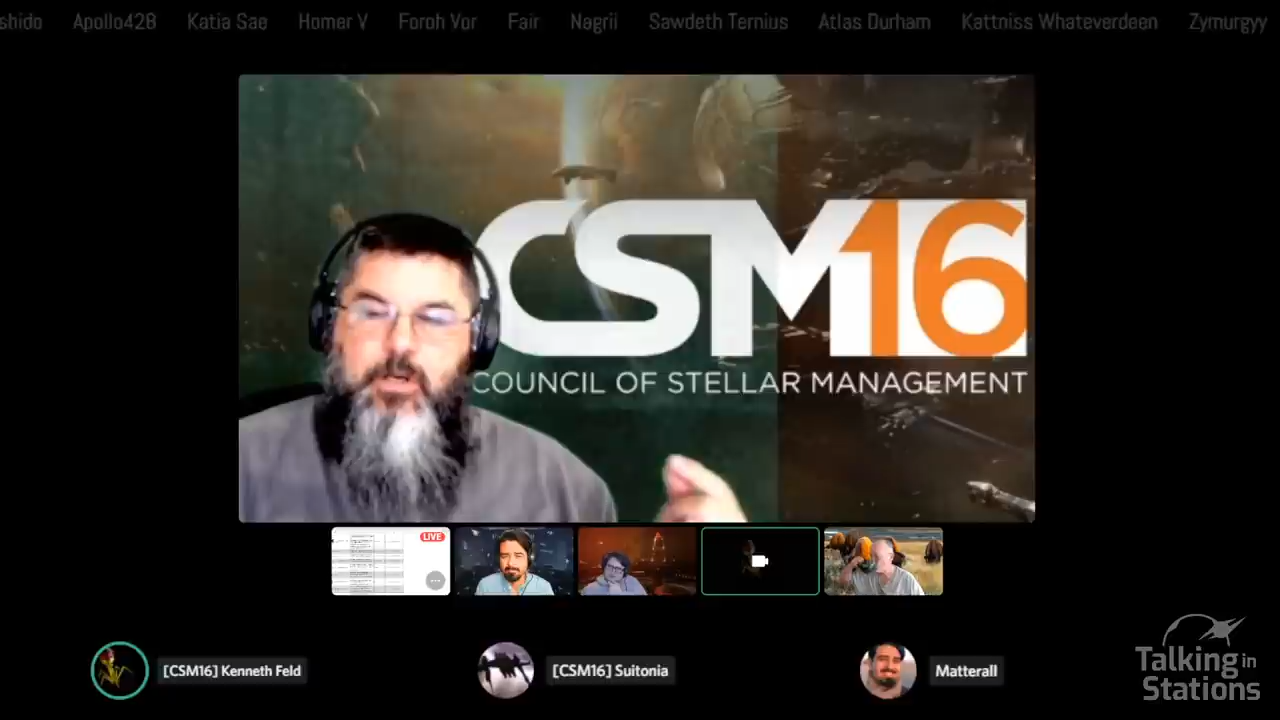 shido Apollo428 Katia Sae Homer V Foroh Vor Fair Nagrii Sawdeth Ternius Atlas Durham Kattniss Whateverdeen Zymurgyy
CSM16
COUNCIL OF STELLAR MANAGEMENT
LIVE
[CSM16] Kenneth Feld
[CSM16] Suitonia
Matterall
Talking in
Stations